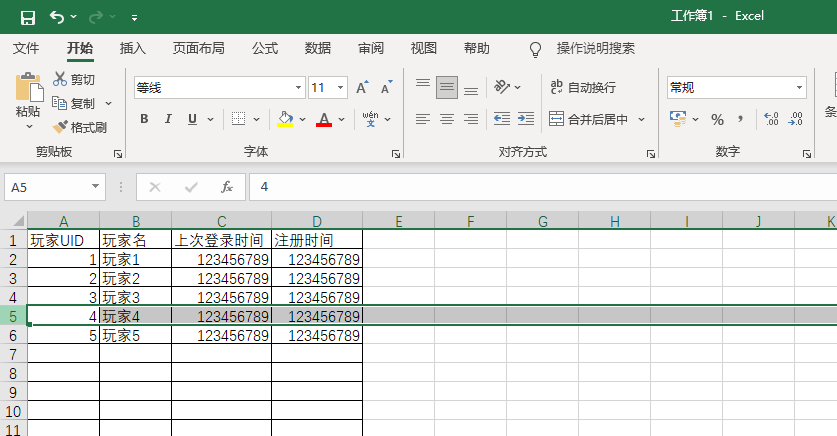 工作簿1 - Excel
文件 开始 插入 页面布局 公式 数据 审阅 视图 帮助 操作说明搜索
粘贴 剪切 复制 格式刷
等线 11 A A
B I U A wén 文
ab 自动换行
合并后居中
常规
% , .00 .0
剪贴板 字体 对齐方式 数字
A5 fx 4
A B C D E F G H I J K
1 玩家UID 玩家名 上次登录时间 注册时间
2 1 玩家1 123456789 123456789
3 2 玩家2 123456789 123456789
4 3 玩家3 123456789 123456789
5 4 玩家4 123456789 123456789
6 5 玩家5 123456789 123456789
7
8
9
10
11